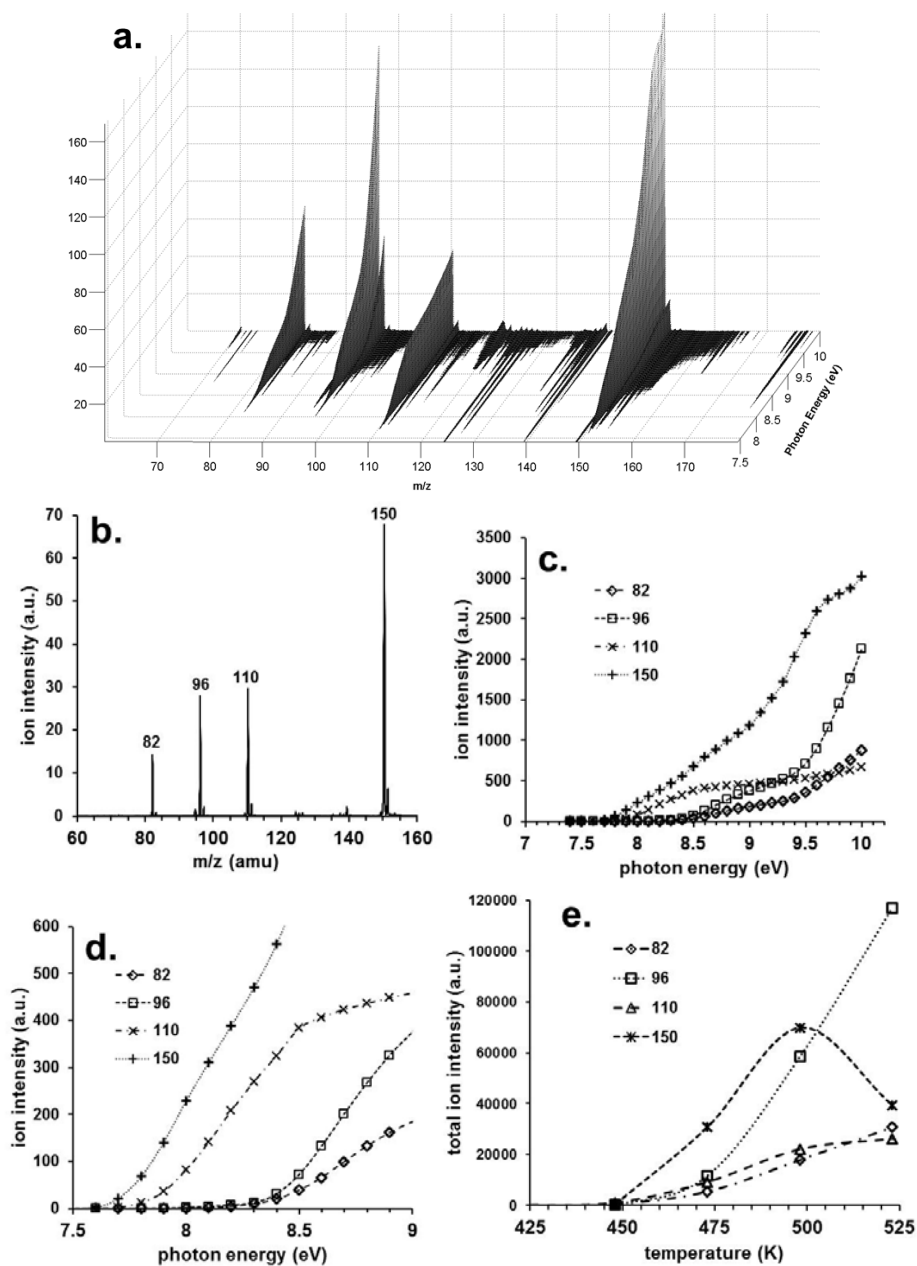 a.
160
140
120
100
80
60
40
20
70 80 90 100 110 120 130 140 150 160 170 7.5
8
8.5
9
9.5
10
m/z
Photon Energy (eV)
b.
70
60
50
40
30
20
10
0
ion intensity (a.u.)
82
96
110
150
60 80 100 120 140 160
m/z (amu)
c.
3500
3000
2500
2000
1500
1000
500
0
ion intensity (a.u.)
82
96
110
150
7 7.5 8 8.5 9 9.5 10
photon energy (eV)
d.
600
500
400
300
200
100
0
ion intensity (a.u.)
82
96
110
150
7.5 8 8.5 9
photon energy (eV)
e.
120000
100000
80000
60000
40000
20000
0
total ion intensity (a.u.)
82
96
110
150
425 450 475 500 525
temperature (K)